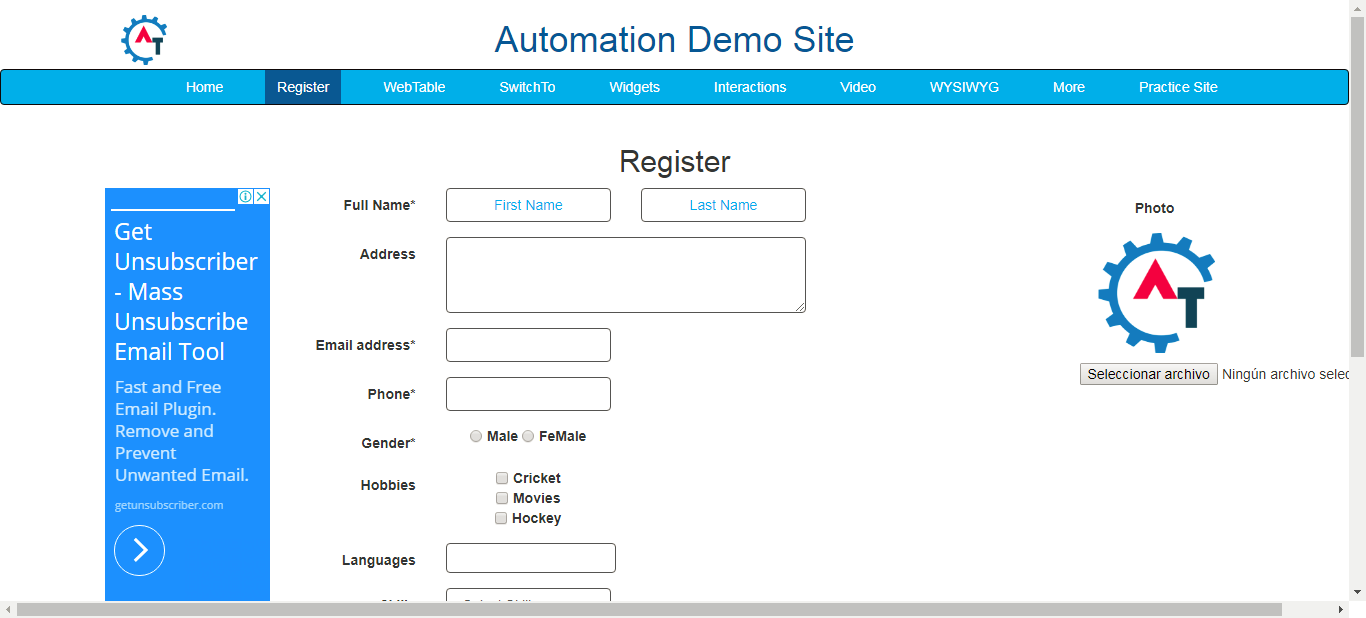 Automation Demo Site
Home Register WebTable SwitchTo Widgets Interactions Video WYSIWYG More Practice Site
Register
Get
Unsubscriber
- Mass
Unsubscribe
Email Tool
Fast and Free
Email Plugin.
Remove and
Prevent
Unwanted Email.
getunsubscriber.com
Full Name* First Name Last Name
Address
Email address*
Phone*
Gender* Male FeMale
Hobbies Cricket
Movies
Hockey
Languages
Photo
AT
Seleccionar archivo Ningún archivo selec